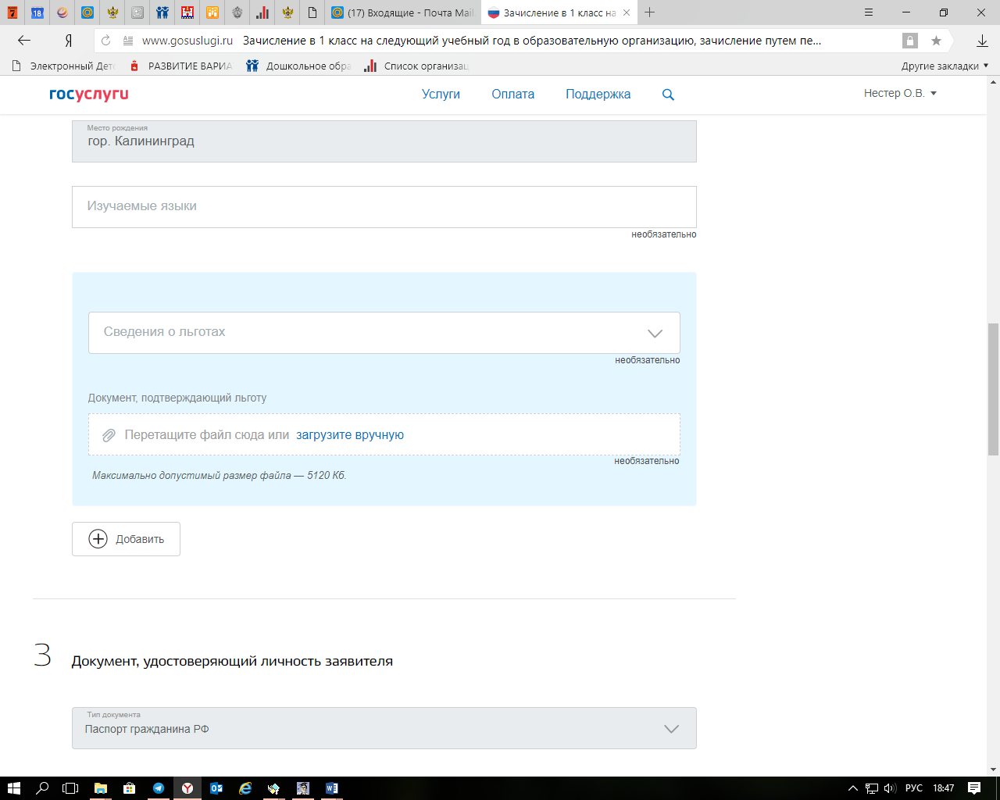 7
18
(17) Входящие - Почта Mail
Зачисление в 1 класс на
Я
www.gosuslugi.ru Зачисление в 1 класс на следующий учебный год в образовательную организацию, зачисление путем пе...
Электронный Дет
РАЗВИТИЕ ВАРИА
Дошкольное обра
Список организац
Другие закладки
госуслуги
Услуги
Оплата
Поддержка
Нестер О.В.
Место рождения
гор. Калининград
Изучаемые языки
необязательно
Сведения о льготах
необязательно
Документ, подтверждающий льготу
Перетащите файл сюда или загрузите вручную
необязательно
Максимально допустимый размер файла — 5120 Кб.
Добавить
3
Документ, удостоверяющий личность заявителя
Тип документа
Паспорт гражданина РФ
РУС
18:47